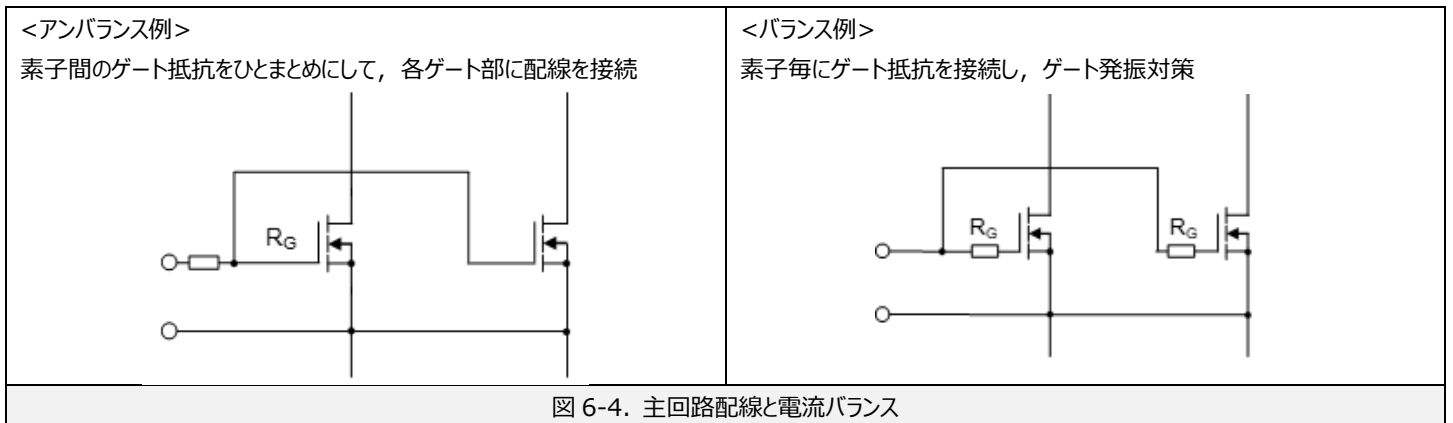 <アンバランス例>
素子間のゲート抵抗をひとまとめにして，各ゲート部に配線を接続
RG
<バランス例>
素子毎にゲート抵抗を接続し，ゲート発振対策
RG
RG
図 6-4. 主回路配線と電流バランス